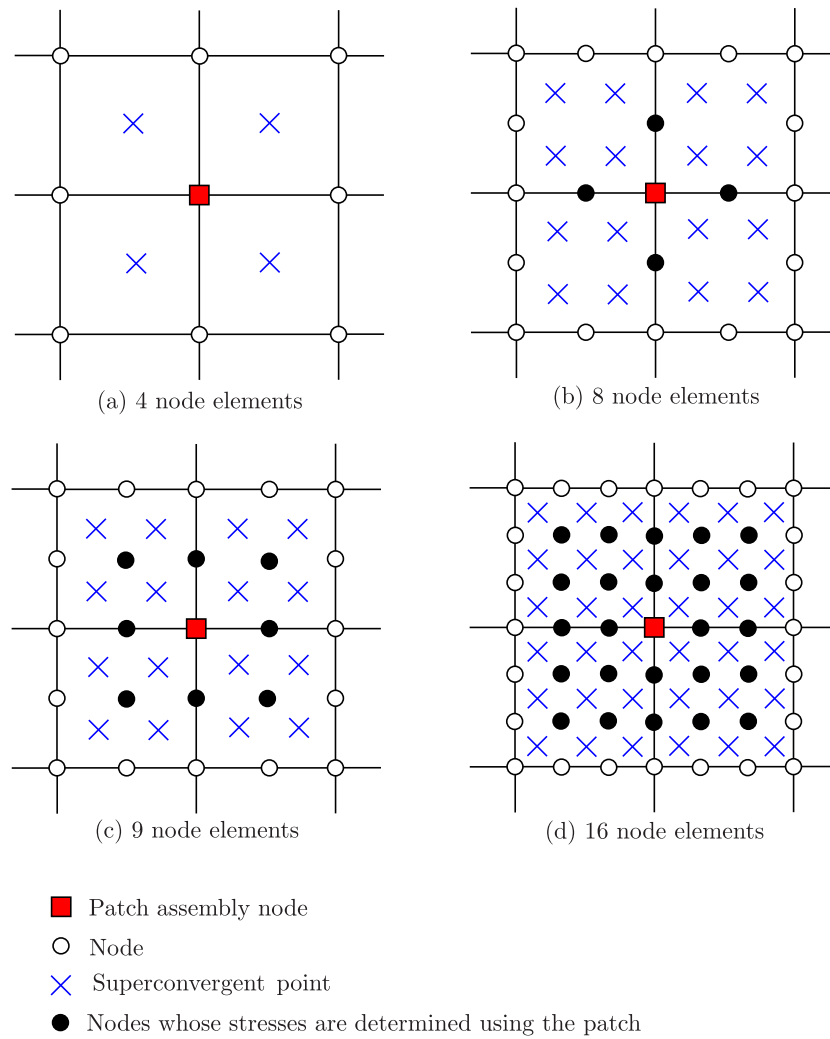 (a) 4 node elements
(b) 8 node elements
(c) 9 node elements
(d) 16 node elements
Patch assembly node
Node
Superconvergent point
Nodes whose stresses are determined using the patch